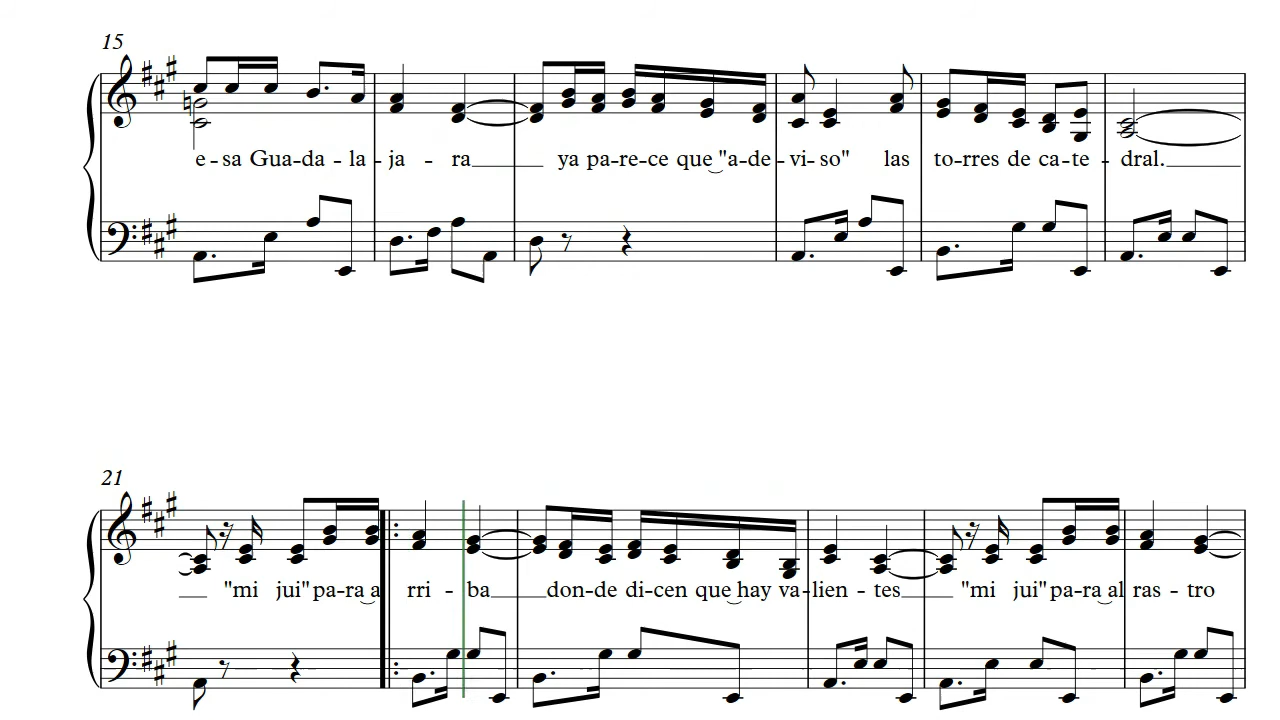 15
e - sa Gua - da - la - ja - ra ya pa - re - ce que "a - de - vi - so" las to - rres de ca - te - dral.
21
"mi jui" pa - ra a rri - ba don - de di - cen que hay va - lien - tes "mi jui" pa - ra al ras - tro